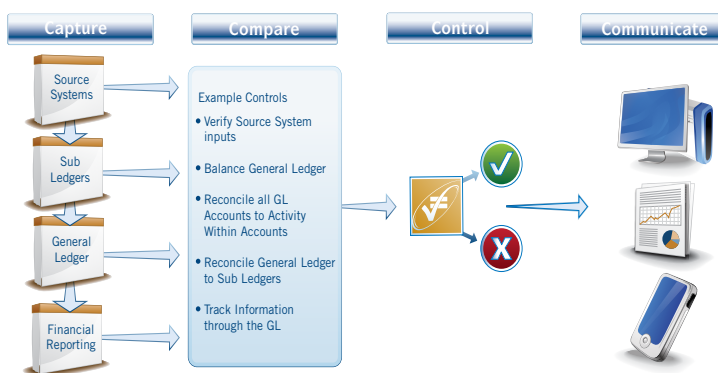 Capture
Compare
Control
Communicate
Source
Systems
Sub
Ledgers
General
Ledger
Financial
Reporting
Example Controls
• Verify Source System
inputs
• Balance General Ledger
• Reconcile all GL
Accounts to Activity
Within Accounts
• Reconcile General Ledger
to Sub Ledgers
• Track Information
through the GL
X